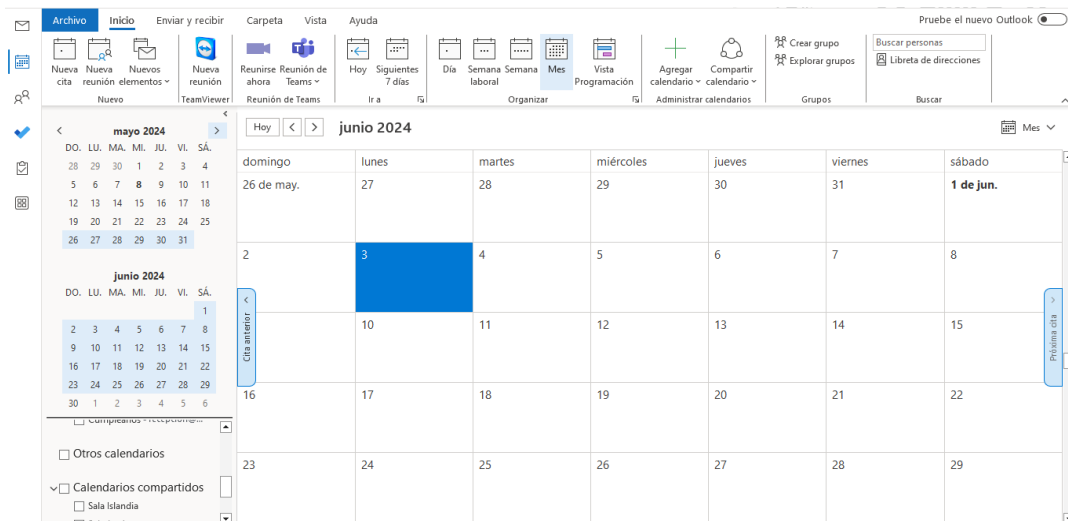 Archivo Inicio Enviar y recibir Carpeta Vista Ayuda
Pruebe el nuevo Outlook
Nueva cita
Nueva reunión
Nuevos elementos
Nuevo
Nueva reunión
TeamViewer
Reunirse ahora
Reunión de Teams
Reunión de Teams
Hoy
Siguientes 7 días
Ir a
Día
Semana laboral
Semana
Mes
Vista Programación
Organizar
Agregar calendario
Compartir calendario
Administrar calendarios
Crear grupo
Explorar grupos
Grupos
Buscar personas
Libreta de direcciones
Buscar
mayo 2024
DO. LU. MA. MI. JU. VI. SÁ.
28 29 30 1 2 3 4
5 6 7 8 9 10 11
12 13 14 15 16 17 18
19 20 21 22 23 24 25
26 27 28 29 30 31
junio 2024
DO. LU. MA. MI. JU. VI. SÁ.
1
2 3 4 5 6 7 8
9 10 11 12 13 14 15
16 17 18 19 20 21 22
23 24 25 26 27 28 29
30 1 2 3 4 5 6
Otros calendarios
Calendarios compartidos
Sala Islandia
Hoy
junio 2024
Mes
domingo lunes martes miércoles jueves viernes sábado
26 de may. 27 28 29 30 31 1 de jun.
2 3 4 5 6 7 8
10 11 12 13 14 15
16 17 18 19 20 21 22
23 24 25 26 27 28 29
Cita anterior
Próxima cita